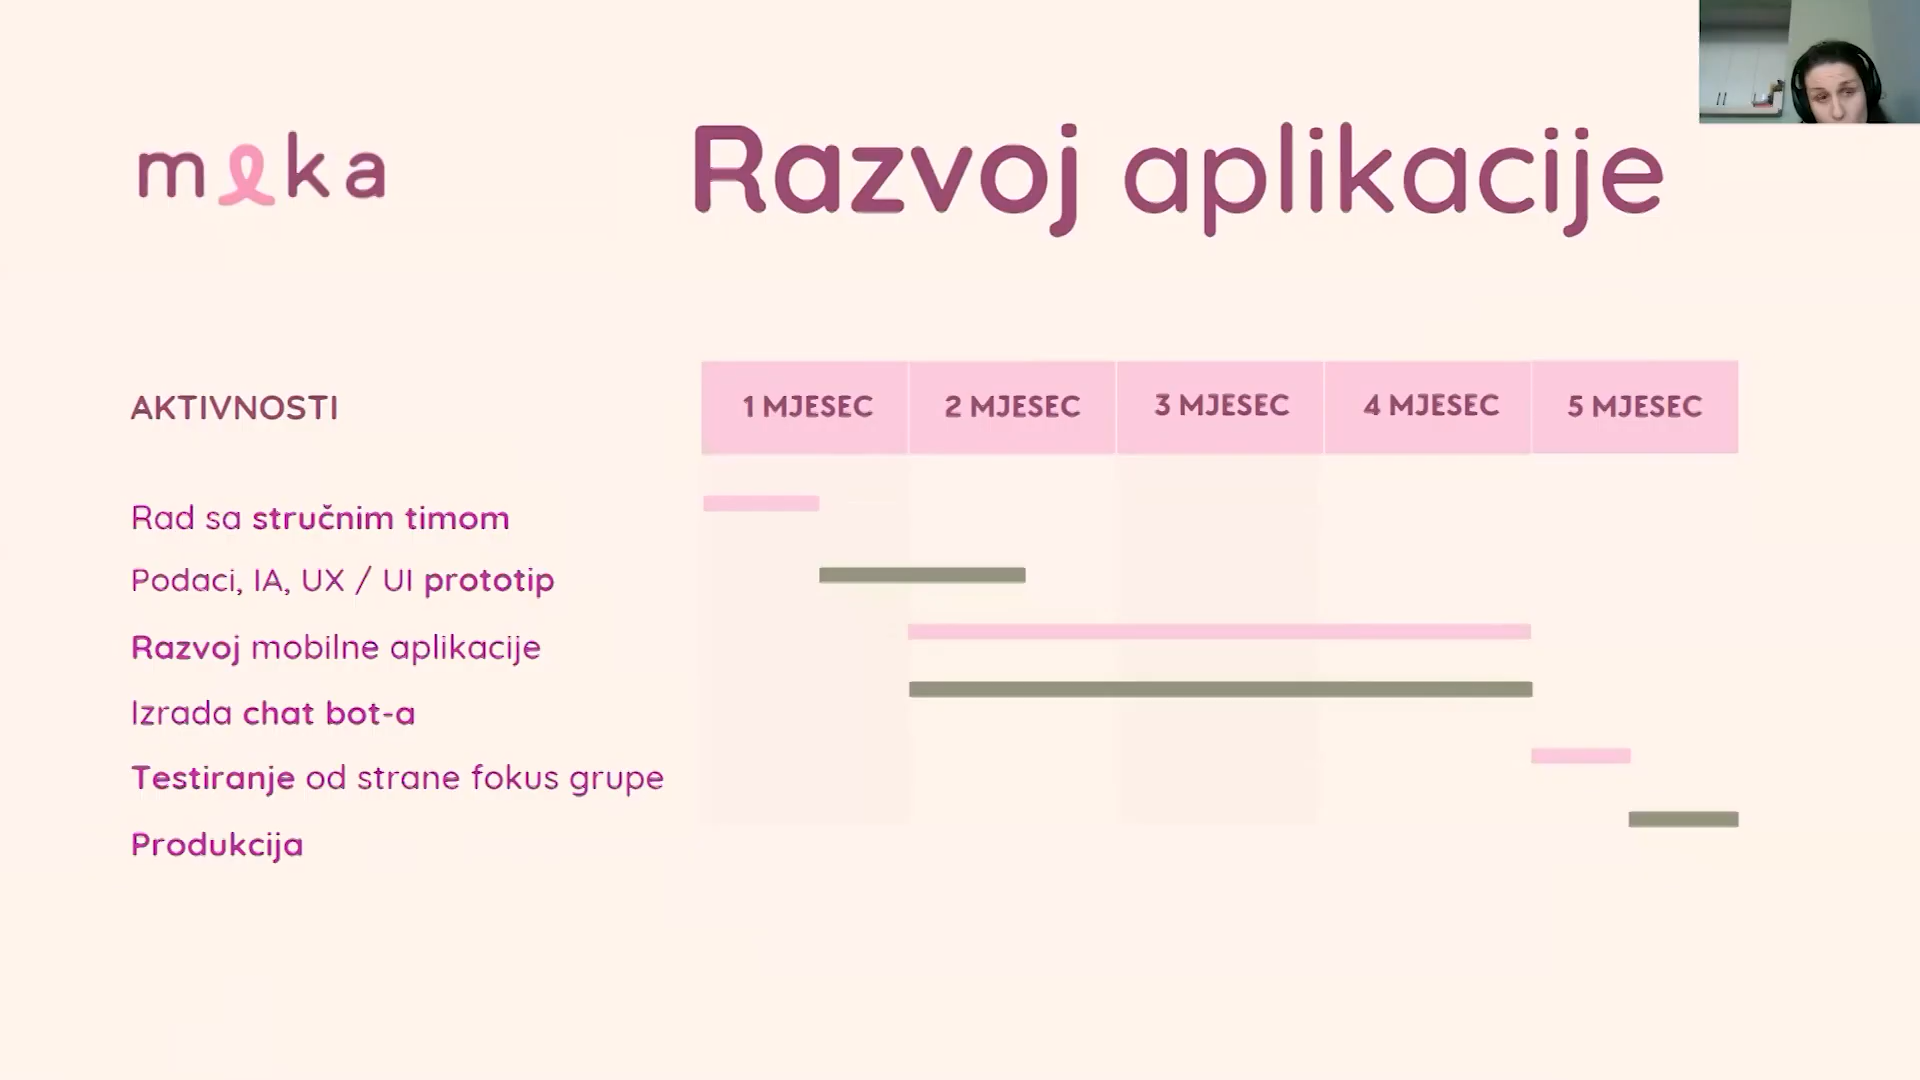 meka
Razvoj aplikacije
AKTIVNOSTI
1 MJESEC
2 MJESEC
3 MJESEC
4 MJESEC
5 MJESEC
Rad sa stručnim timom
Podaci, IA, UX / UI prototip
Razvoj mobilne aplikacije
Izrada chat bot-a
Testiranje od strane fokus grupe
Produkcija